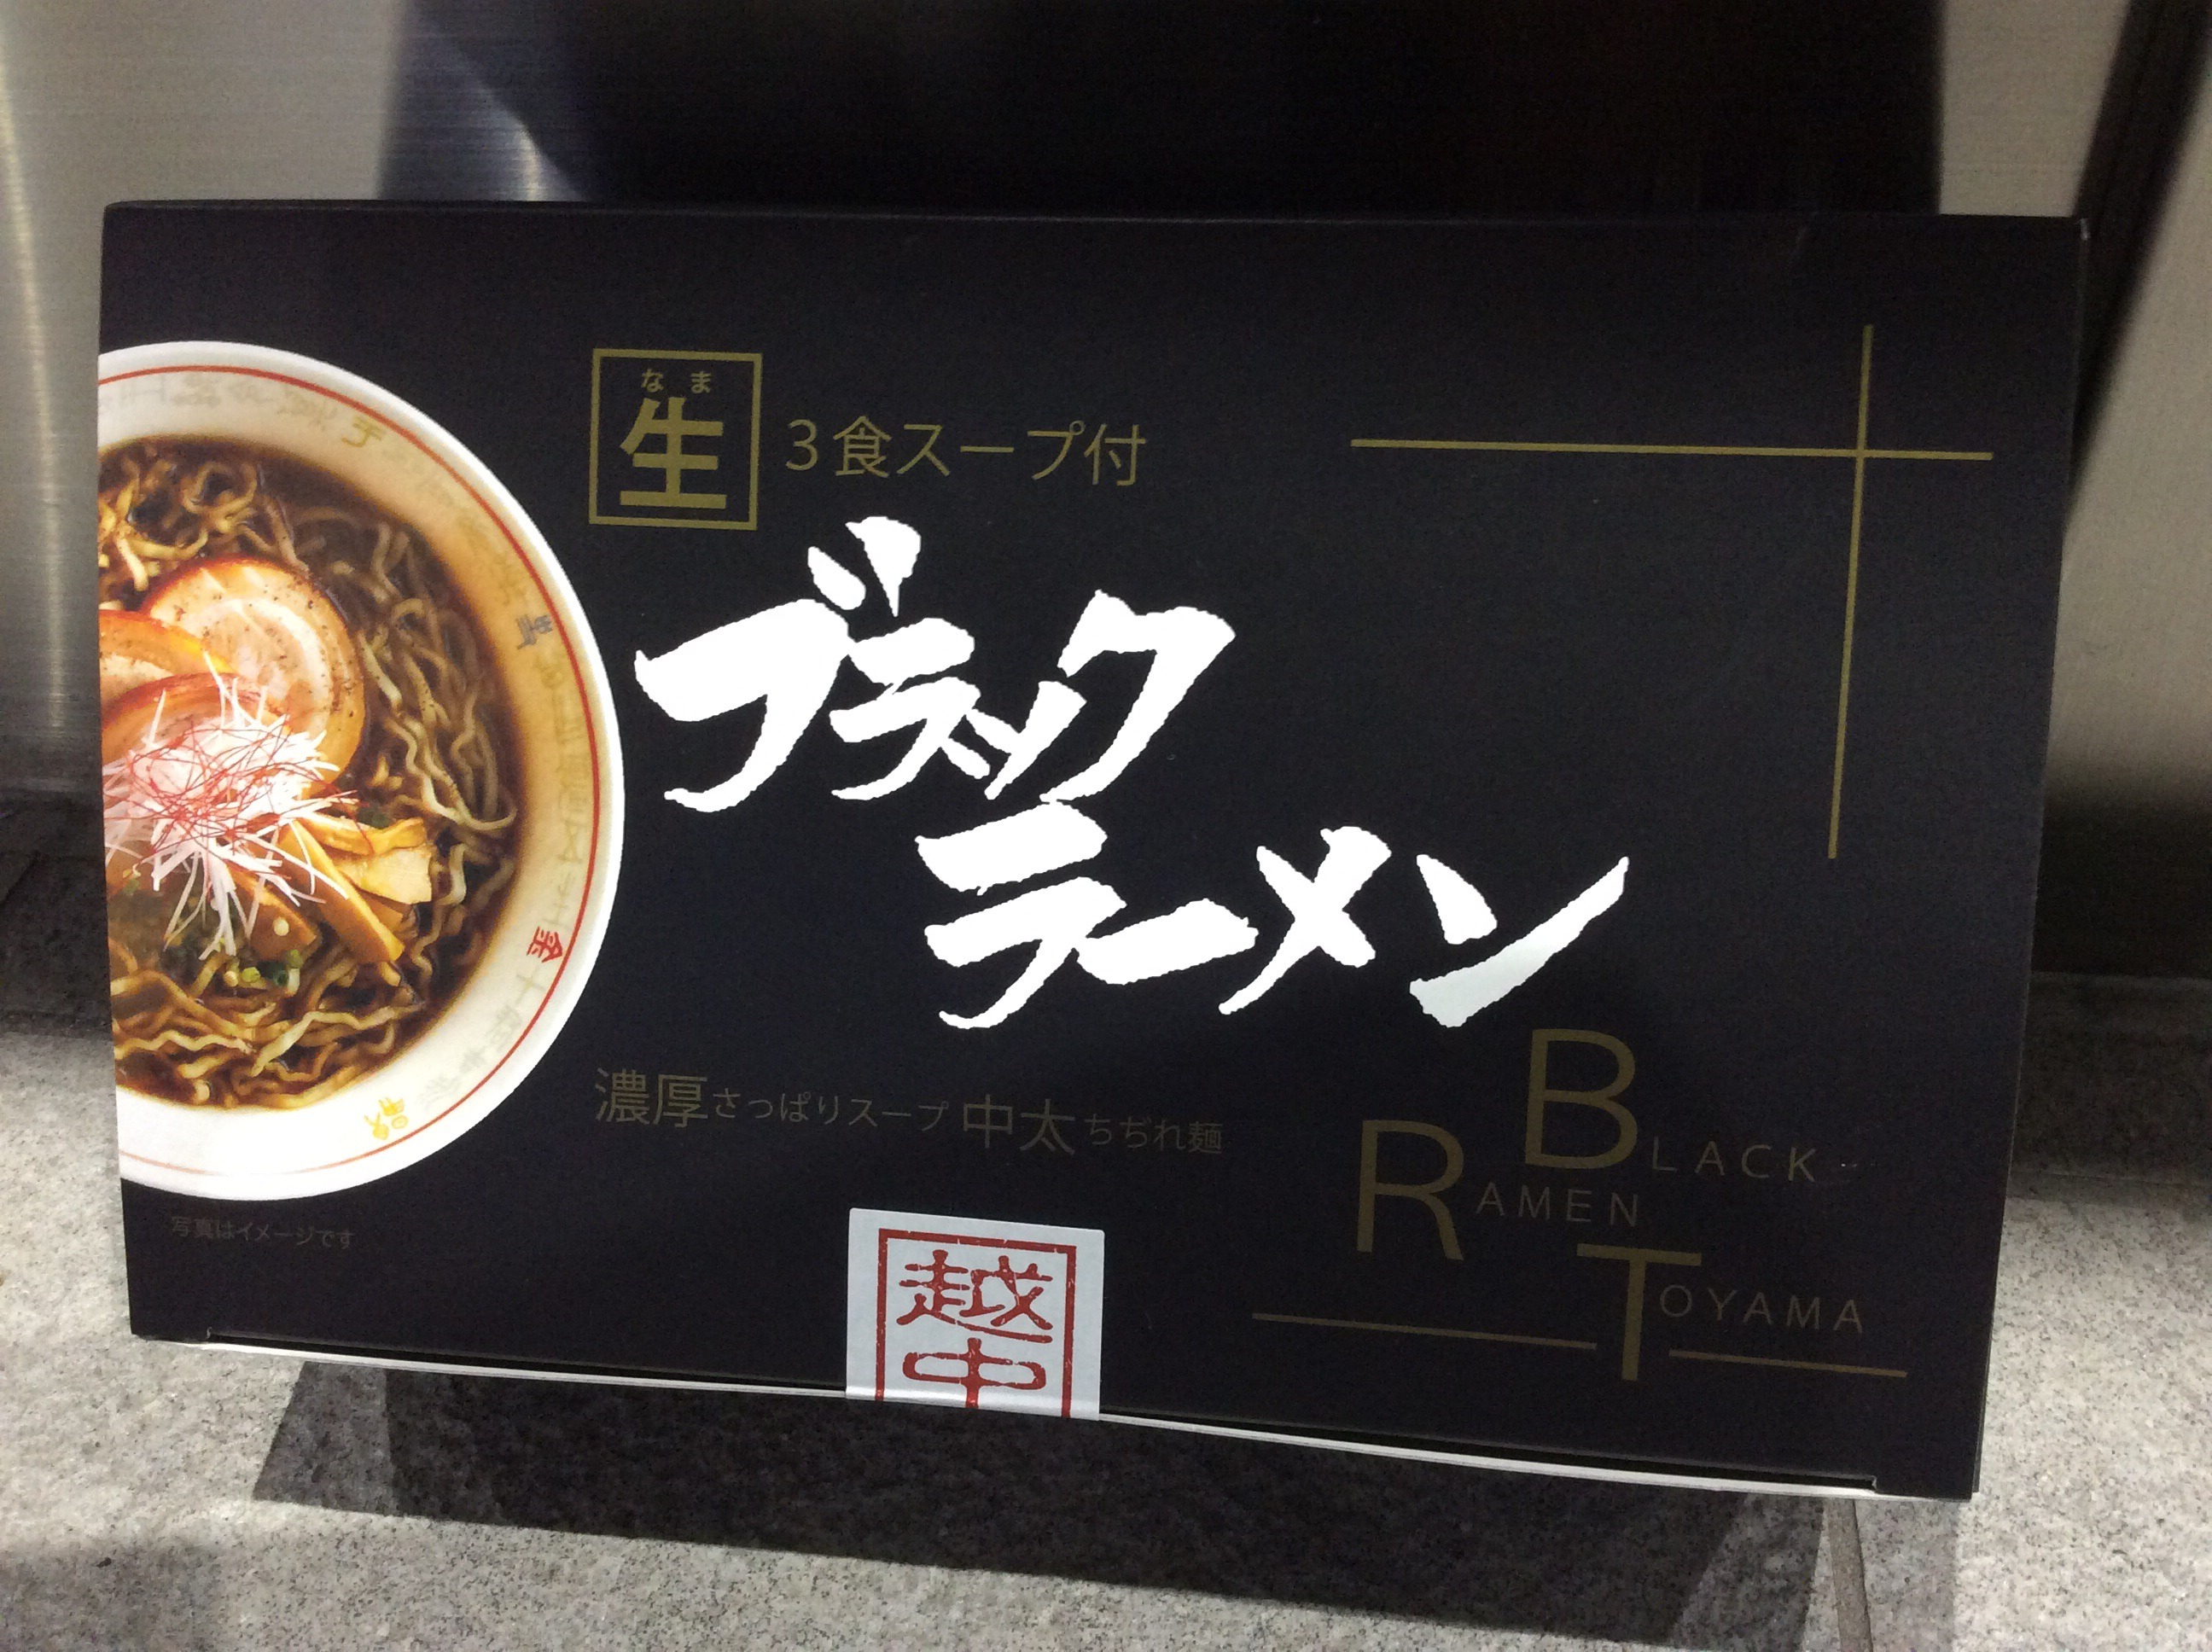 なま
生
3食スープ付
ブラック
ラーメン
濃厚さっぱりスープ 中太ちぢれ麺
BLACK
RAMEN
TOYAMA
写真はイメージです
越中